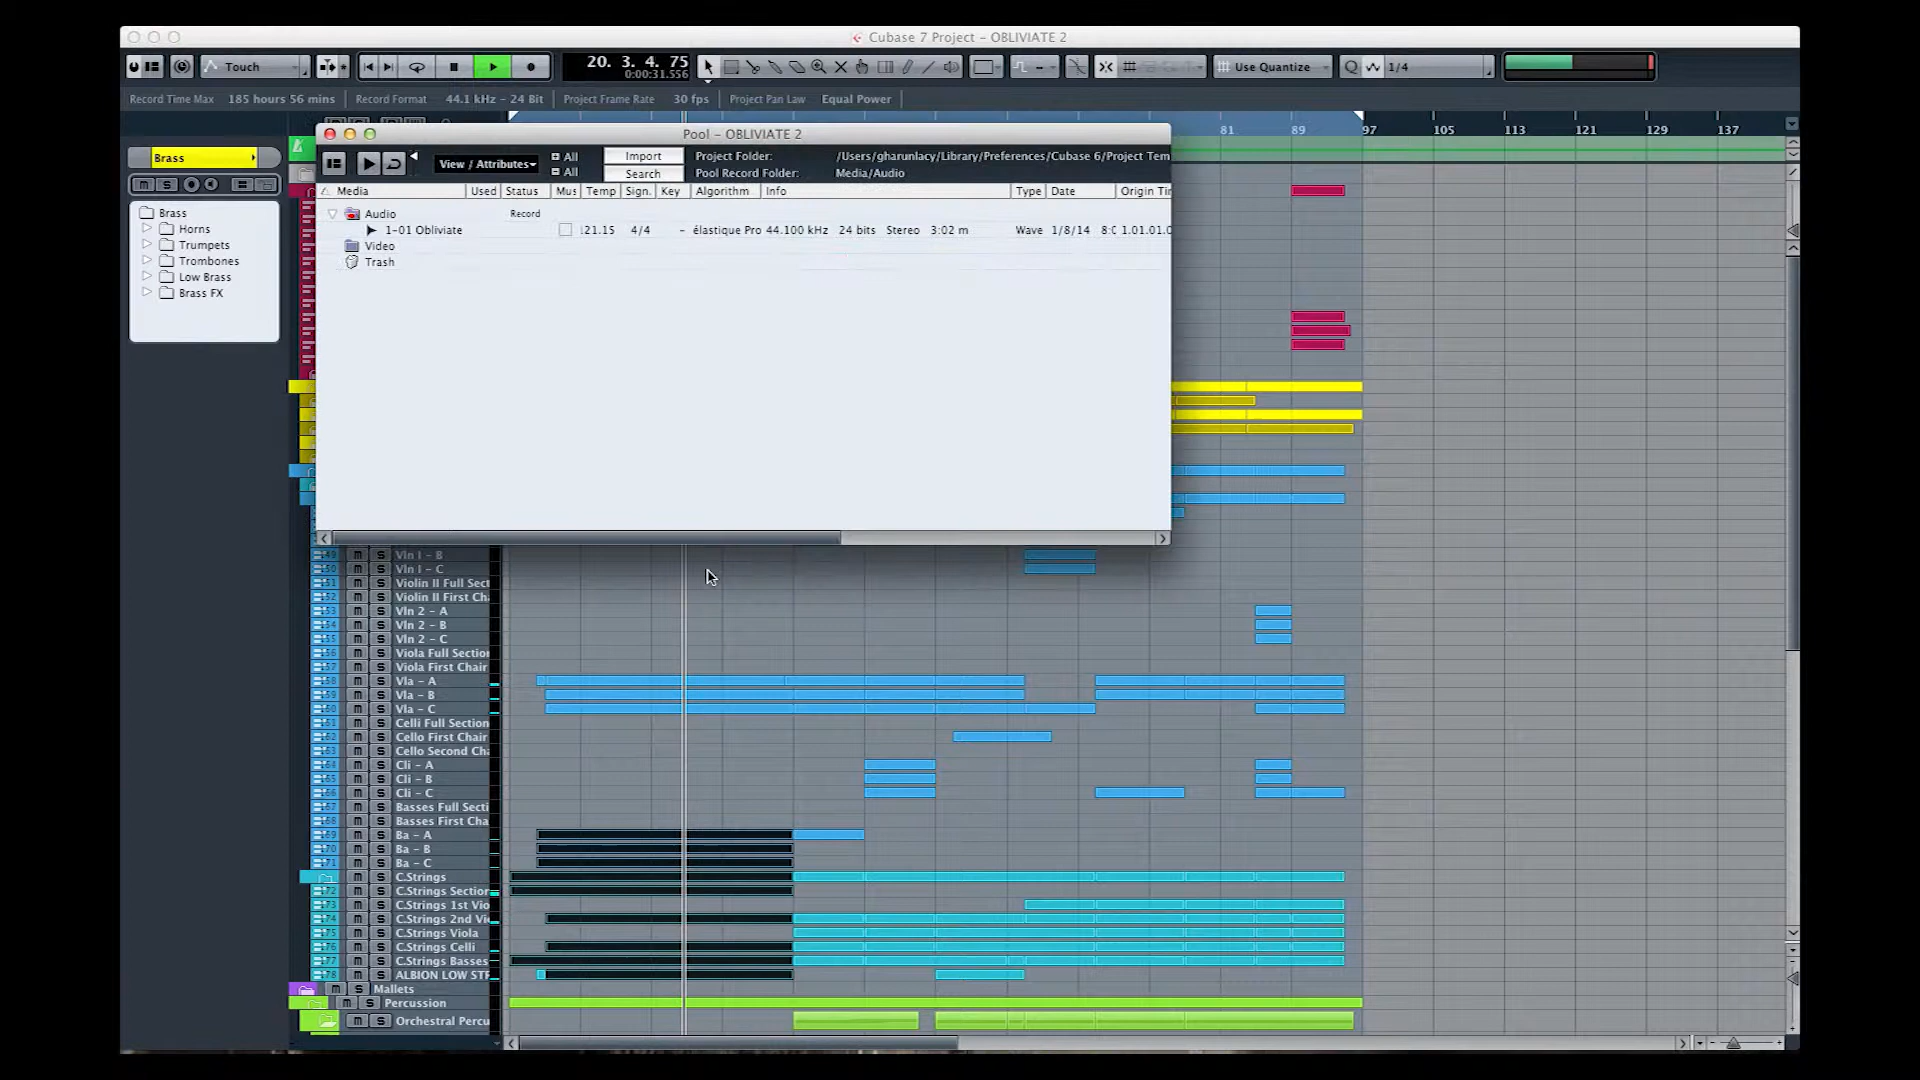 Cubase 7 Project - OBLIVIATE 2
Touch
20. 3. 4. 75
0:00:31.556
Use Quantize
Q
1/4
Record Time Max 185 hours 56 mins Record Format 44.1 kHz - 24 Bit Project Frame Rate 30 fps Project Pan Law Equal Power
81 89 97 105 113 121 129 137
Brass
m S
Brass
Horns
Trumpets
Trombones
Low Brass
Brass FX
Pool - OBLIVIATE 2
View / Attributes
All
All
Import
Search
Project Folder: /Users/gharunlacy/Library/Preferences/Cubase 6/Project Tem
Pool Record Folder: Media/Audio
Media Used Status Mus Temp Sign. Key Algorithm Info Type Date Origin Tir
Audio Record
1-01 Obliviate 21.15 4/4 - élastique Pro 44.100 kHz 24 bits Stereo 3:02 m Wave 1/8/14 8:0 1.01.01.0
Video
Trash
m S Vln I - B
m S Vln I - C
m S Violin II Full Sect
m S Violin II First Ch
m S Vln 2 - A
m S Vln 2 - B
m S Vln 2 - C
m S Viola Full Section
m S Viola First Chair
m S Vla - A
m S Vla - B
m S Vla - C
m S Celli Full Section
m S Cello First Chair
m S Cello Second Cha
m S Cli - A
m S Cli - B
m S Cli - C
m S Basses Full Secti
m S Basses First Cha
m S Ba - A
m S Ba - B
m S Ba - C
m S C.Strings
m S C.Strings Section
m S C.Strings 1st Vio
m S C.Strings 2nd Vi
m S C.Strings Viola
m S C.Strings Celli
m S C.Strings Basses
m S ALBION LOW STR
m S Mallets
m S Percussion
m S Orchestral Percu